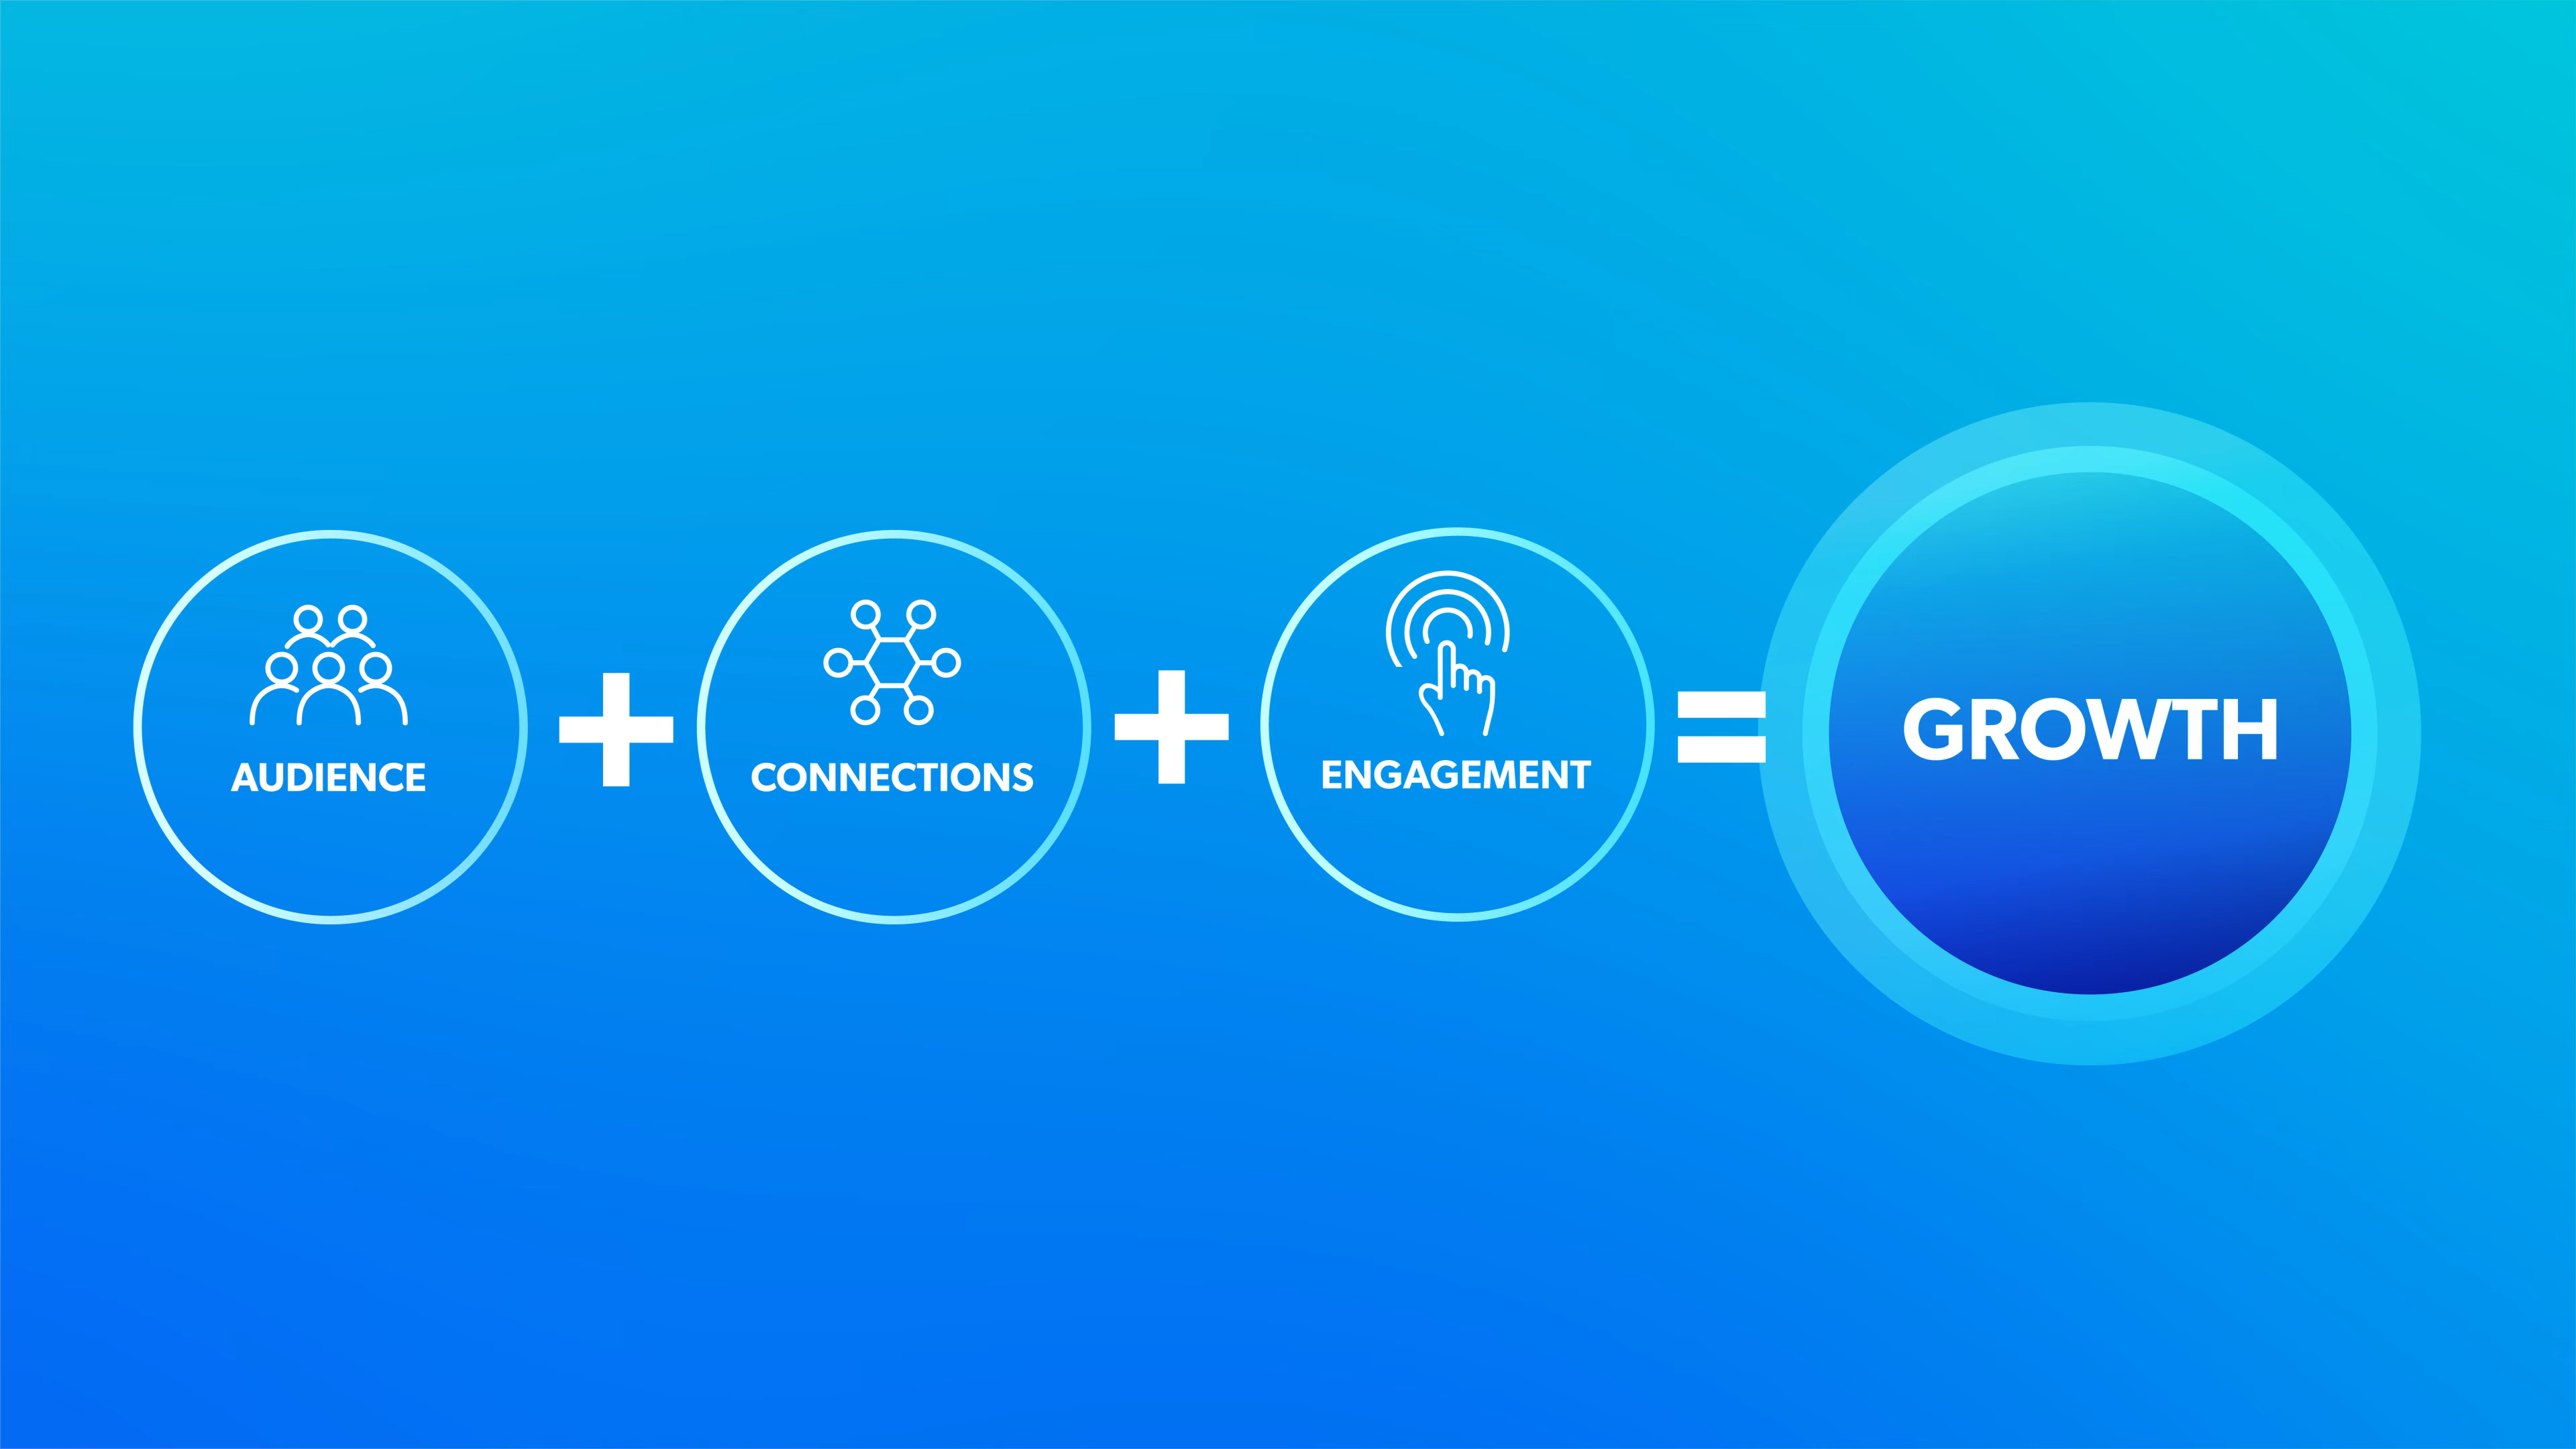 AUDIENCE + CONNECTIONS + ENGAGEMENT = GROWTH